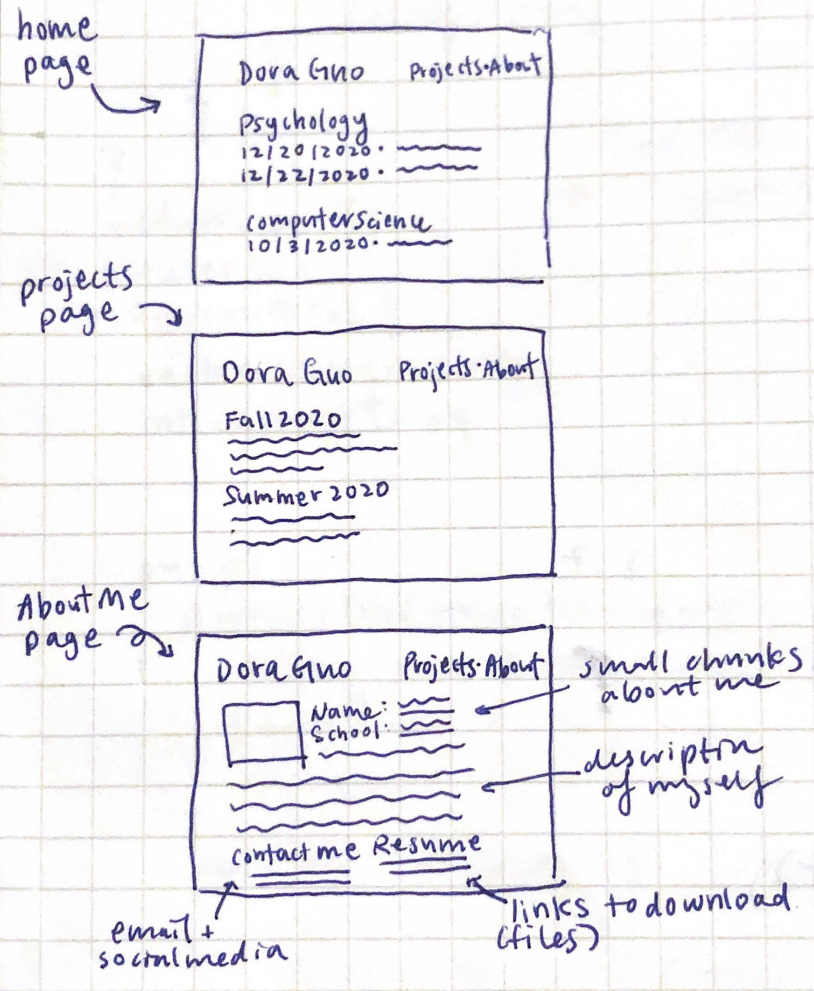 home
page
Dora Guo Projects·About
Psychology
12/20/2020·
12/22/2020·
computerscience
10/3/2020·
projects
page
Dora Guo Projects·About
Fall 2020
Summer 2020
About Me
page
Dora Guo Projects·About
Name:
School:
small chunks
about me
description
of myself
contact me Resume
email +
social media
links to download
(files)